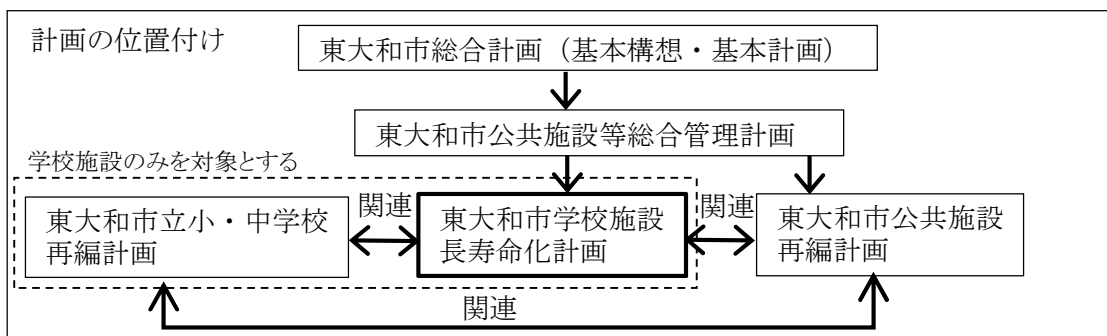 計画の位置付け
東大和市総合計画（基本構想・基本計画）
東大和市公共施設等総合管理計画
学校施設のみを対象とする
東大和市立小・中学校
再編計画
関連
東大和市学校施設
長寿命化計画
関連
東大和市公共施設
再編計画
関連